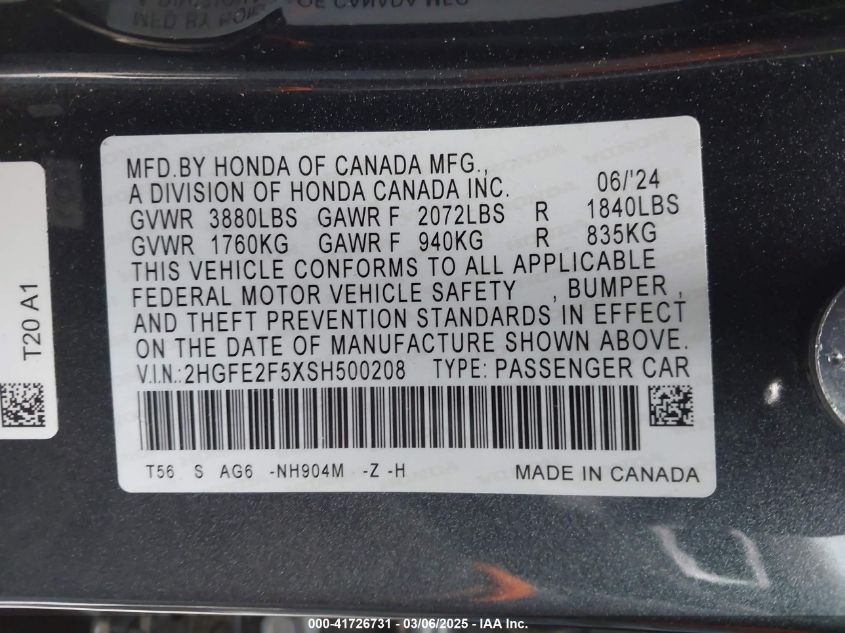 MFD.BY HONDA OF CANADA MFG.,
A DIVISION OF HONDA CANADA INC. 06/'24
GVWR 3880LBS GAWR F 2072LBS R 1840LBS
GVWR 1760KG GAWR F 940KG R 835KG
THIS VEHICLE CONFORMS TO ALL APPLICABLE
FEDERAL MOTOR VEHICLE SAFETY , BUMPER ,
AND THEFT PREVENTION STANDARDS IN EFFECT
ON THE DATE OF MANUFACTURE SHOWN ABOVE.
V.I.N.:2HGFE2F5XSH500208 TYPE: PASSENGER CAR
T56 S AG6 -NH904M -Z -H MADE IN CANADA
T20 A1
000-41726731 - 03/06/2025 - IAA Inc.